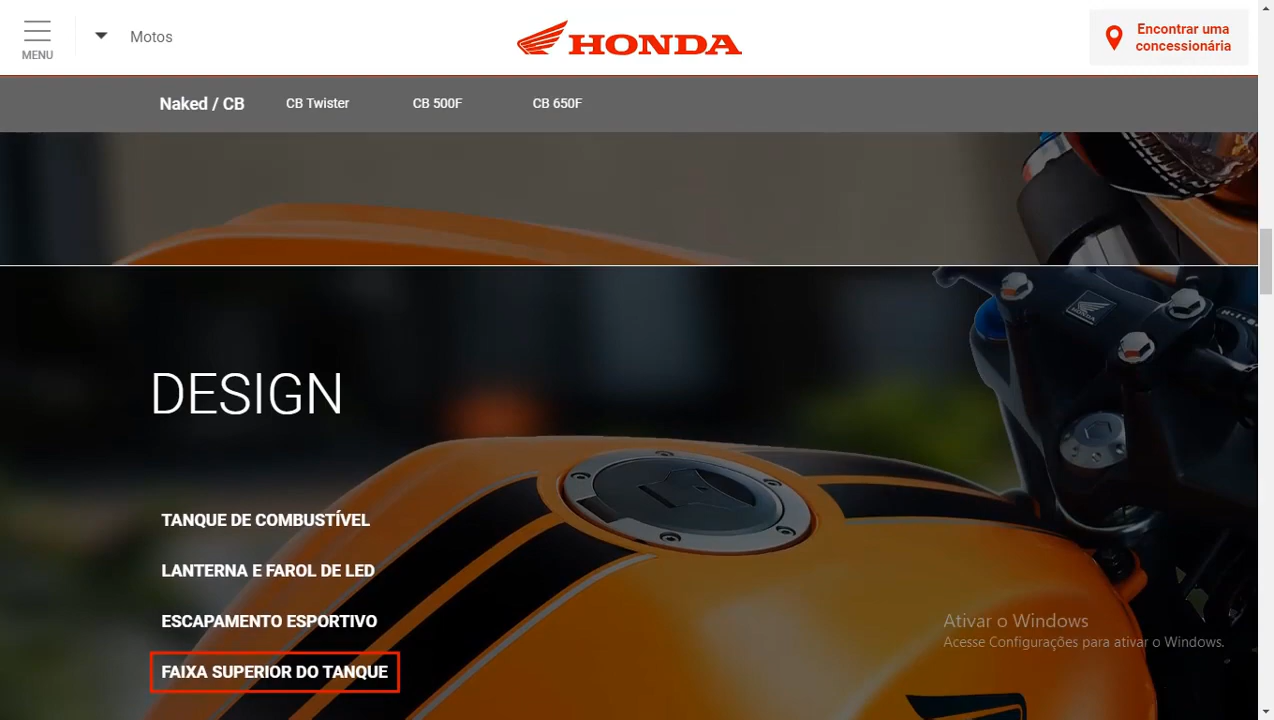 MENU
Motos
HONDA
Encontrar uma
concessionária
Naked / CB
CB Twister
CB 500F
CB 650F
HONDA
DESIGN
TANQUE DE COMBUSTÍVEL
LANTERNA E FAROL DE LED
ESCAPAMENTO ESPORTIVO
FAIXA SUPERIOR DO TANQUE
Ativar o Windows
Acesse Configurações para ativar o Windows.